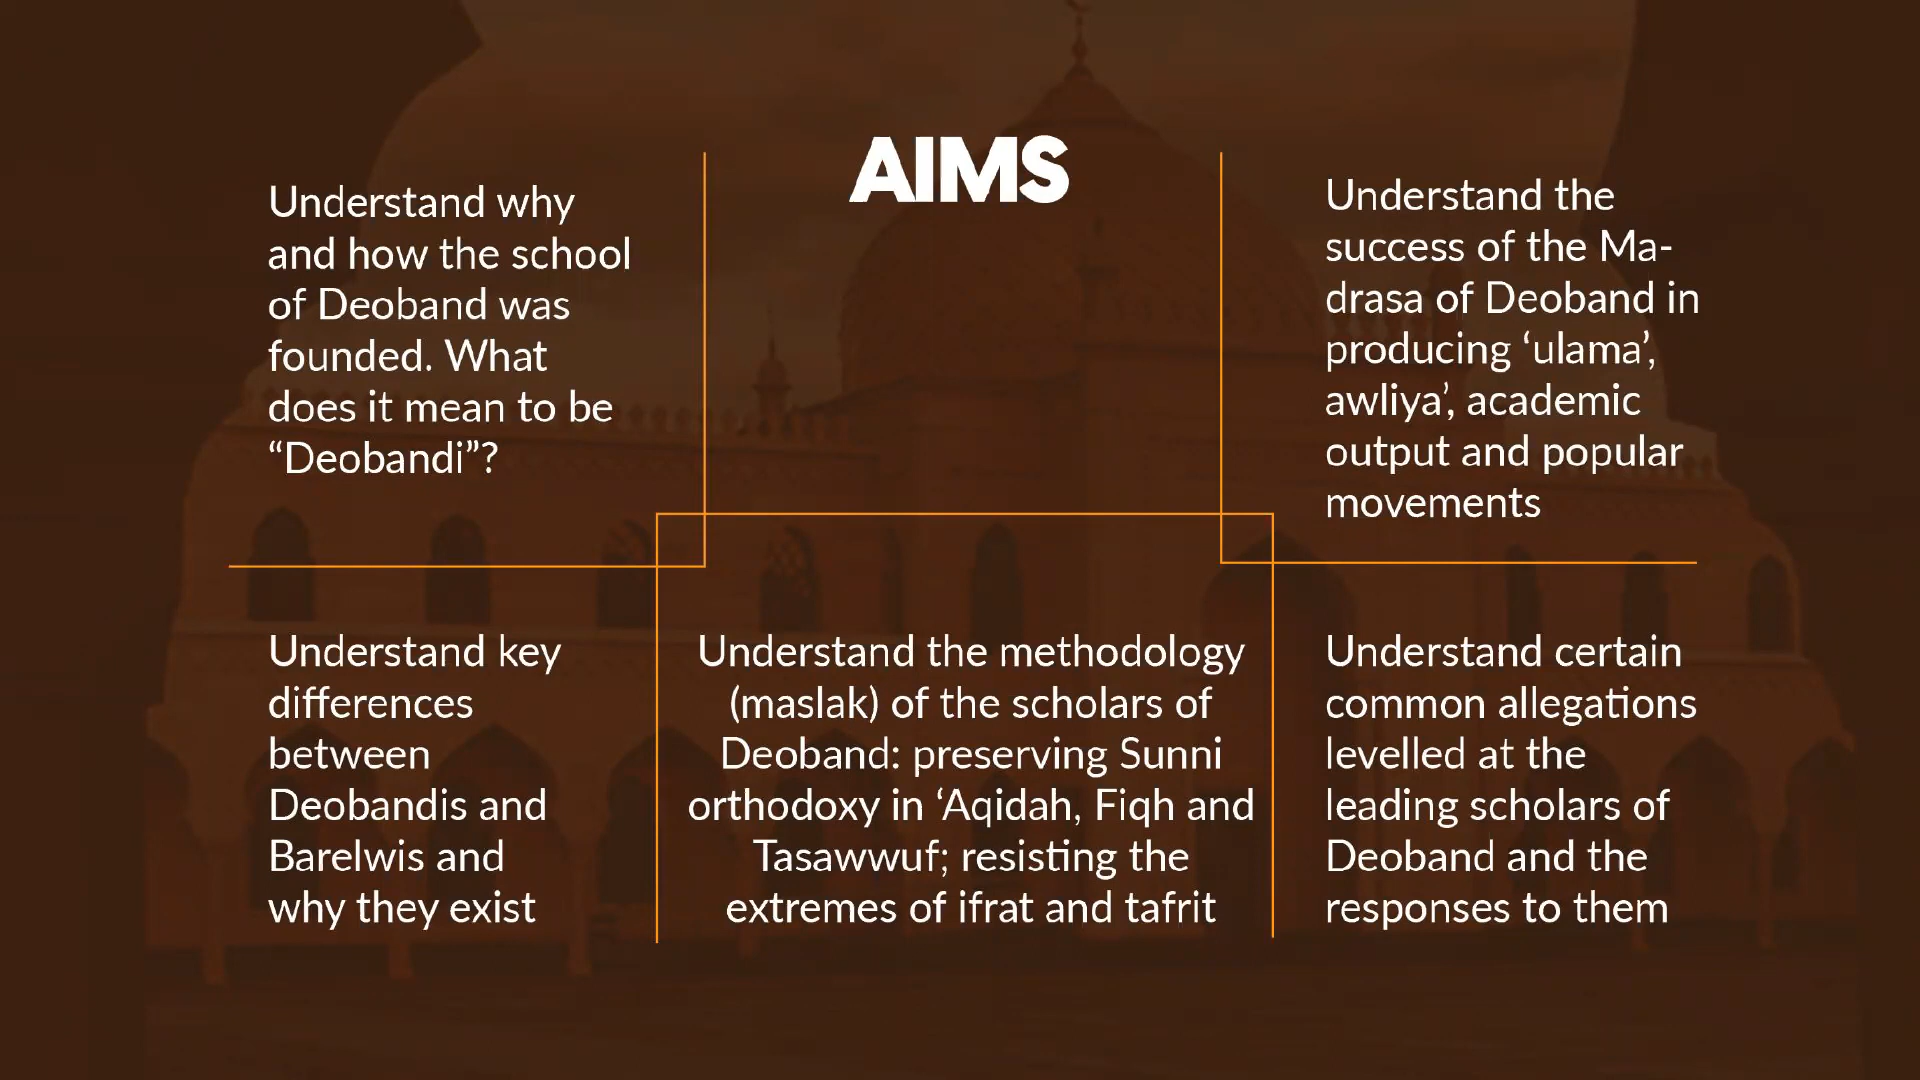 AIMS
Understand why
and how the school
of Deoband was
founded. What
does it mean to be
“Deobandi”?
Understand the
success of the Ma-
drasa of Deoband in
producing ‘ulama’,
awliya’, academic
output and popular
movements
Understand key
differences
between
Deobandis and
Barelwis and
why they exist
Understand the methodology
(maslak) of the scholars of
Deoband: preserving Sunni
orthodoxy in ‘Aqidah, Fiqh and
Tasawwuf; resisting the
extremes of ifrat and tafrit
Understand certain
common allegations
levelled at the
leading scholars of
Deoband and the
responses to them